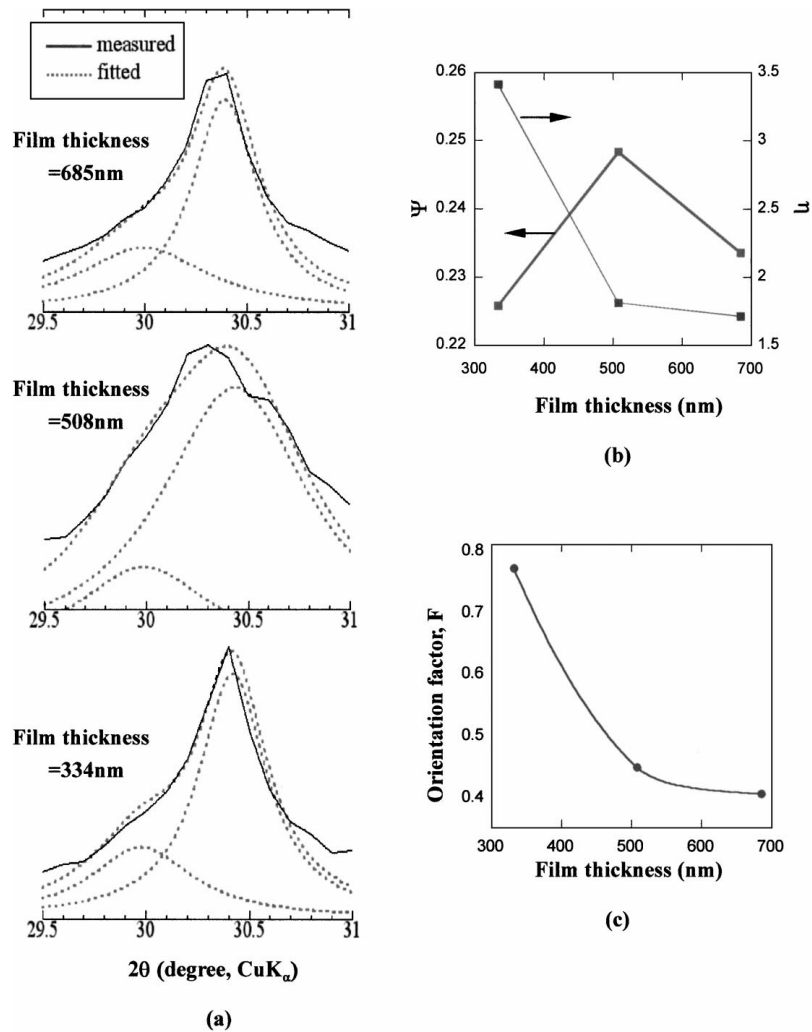 measured
fitted
Film thickness
=685nm
29.5 30 30.5 31
Film thickness
=508nm
29.5 30 30.5 31
Film thickness
=334nm
29.5 30 30.5 31
2θ (degree, CuKα)
(a)
0.26
0.25
0.24
0.23
0.22
Ψ
3.5
3
2.5
2
1.5
η
300 400 500 600 700
Film thickness (nm)
(b)
0.8
0.7
0.6
0.5
0.4
Orientation factor, F
300 400 500 600 700
Film thickness (nm)
(c)